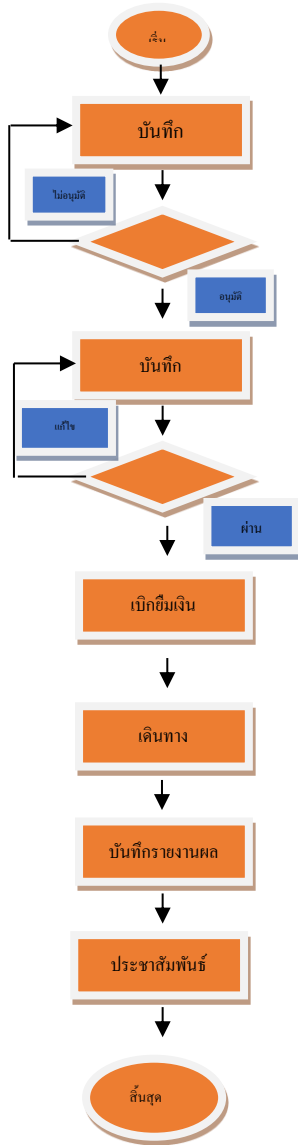 เริ่ม
บันทึก
ไม่อนุมัติ
อนุมัติ
บันทึก
แก้ไข
ผ่าน
เบิกยืมเงิน
เดินทาง
บันทึกรายงานผล
ประชาสัมพันธ์
สิ้นสุด